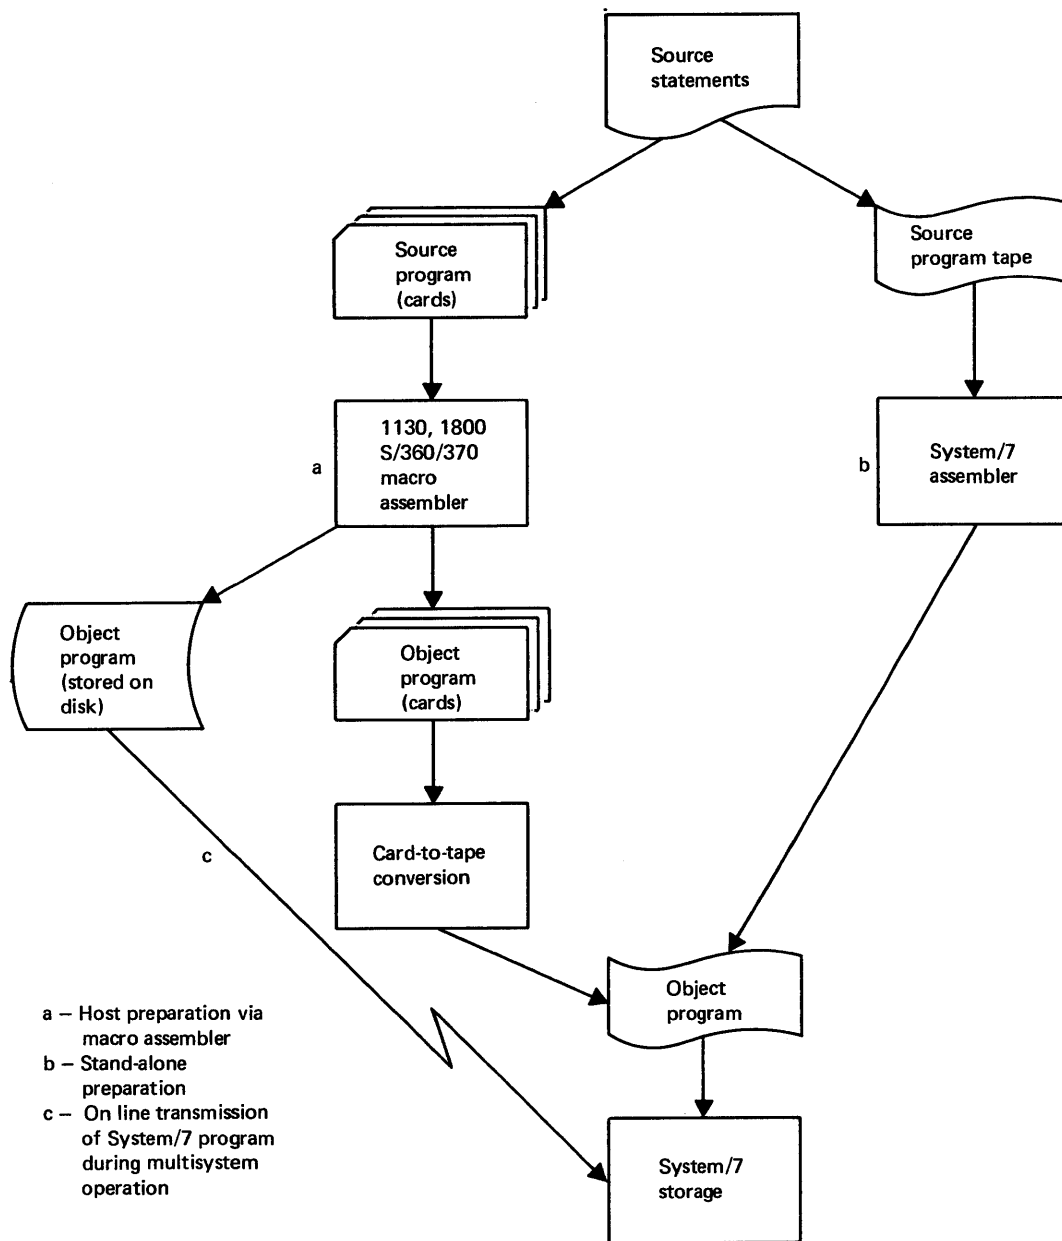 Source
statements
Source
program
(cards)
Source
program tape
1130, 1800
S/360/370
macro
assembler
a
System/7
assembler
b
Object
program
(stored on
disk)
Object
program
(cards)
Card-to-tape
conversion
c
Object
program
System/7
storage
a – Host preparation via
macro assembler
b – Stand-alone
preparation
c – On line transmission
of System/7 program
during multisystem
operation